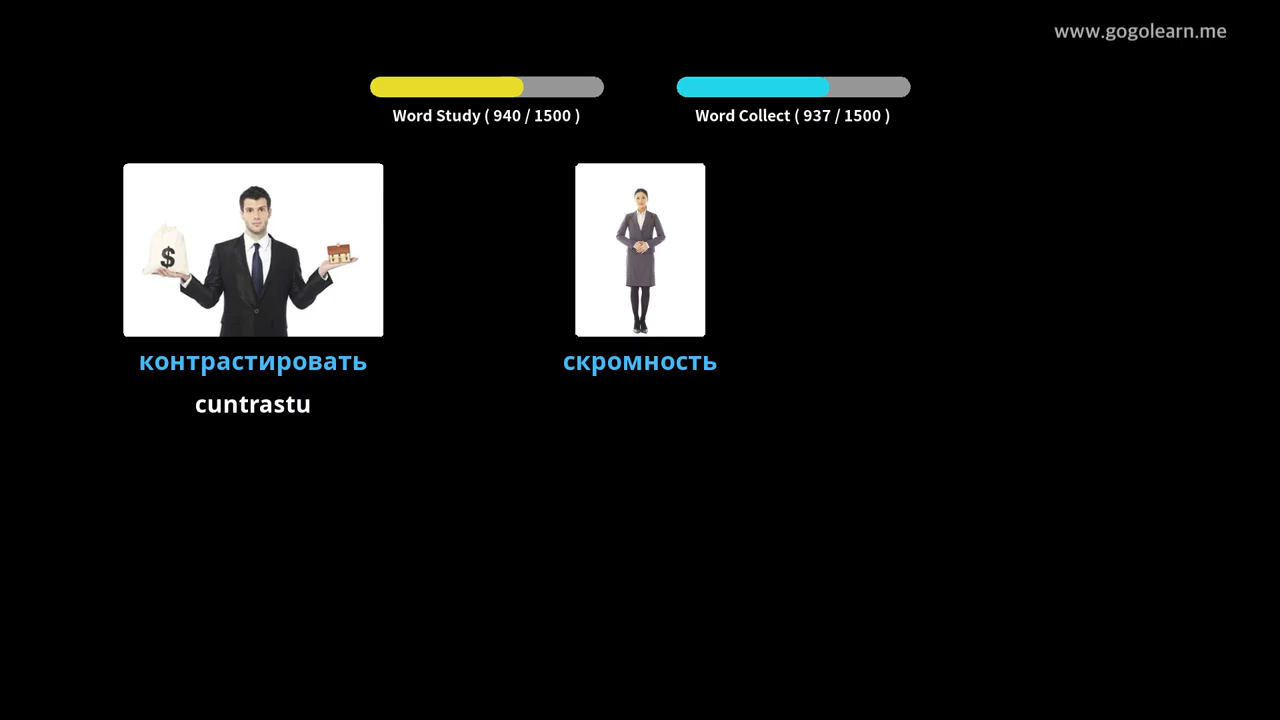 www.gogolearn.me
Word Study ( 940 / 1500 )
Word Collect ( 937 / 1500 )
$
контрастировать
скромность
cuntrastu